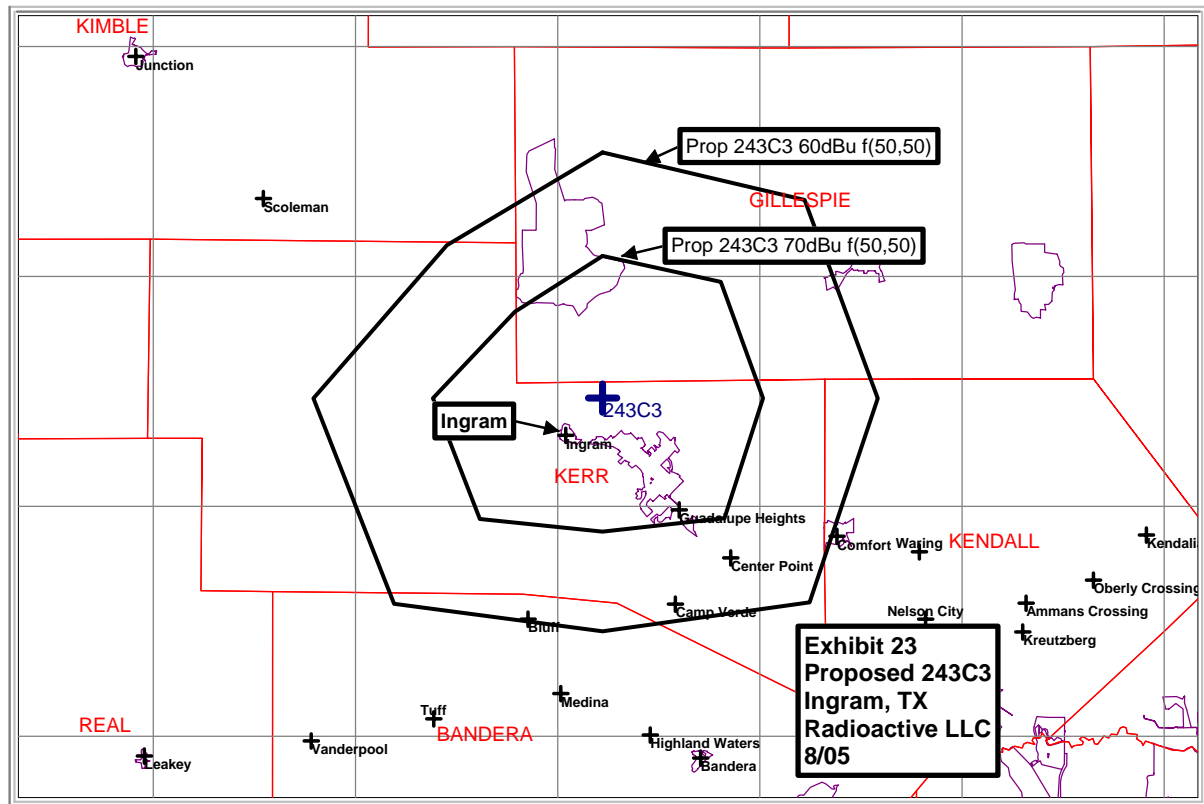 KIMBLE
Junction
Prop 243C3 60dBu f(50,50)
Scoleman
GILLESPIE
Prop 243C3 70dBu f(50,50)
243C3
Ingram
Ingram
KERR
Guadalupe Heights
Comfort
Waring
KENDALL
Kendali
Center Point
Oberly Crossing
Camp Verde
Ammans Crossing
Nelson City
Bluff
Kreutzberg
Exhibit 23
Proposed 243C3
Ingram, TX
Radioactive LLC
8/05
Medina
Tuff
REAL
BANDERA
Vanderpool
Highland Waters
Leakey
Bandera